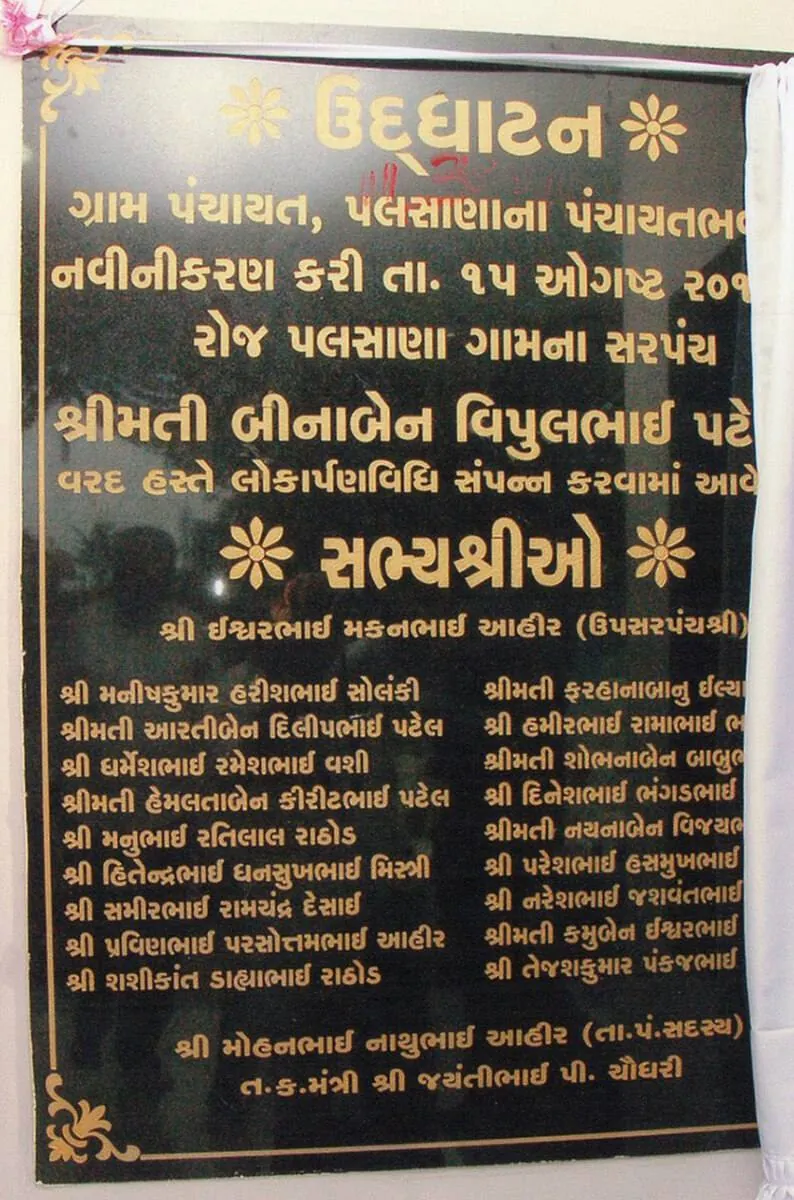 ઉદ્ઘાટન
ગ્રામ પંચાયત, પલસાણાના પંચાયતભ
નવીનીકરણ કરી તા. ૧૫ ઓગષ્ટ ૨૦૧
રોજ પલસાણા ગામના સરપંચ
શ્રીમતી બીનાબેન વિપુલભાઈ પટે
વરદ હસ્તે લોકાર્પણવિધિ સંપન્ન કરવામાં આવે
સભ્યશ્રીઓ
શ્રી ઈશ્વરભાઈ મકનભાઈ આહીર (ઉપસરપંચશ્રી)
શ્રી મનીષકુમાર હરીશભાઈ સોલંકી
શ્રીમતી આરતીબેન દિલીપભાઈ પટેલ
શ્રી ધર્મેશભાઈ રમેશભાઈ વશી
શ્રીમતી હેમલતાબેન કીરીટભાઈ પટેલ
શ્રી મનુભાઈ રતિલાલ રાઠોડ
શ્રી હિતેન્દ્રભાઈ ધનસુખભાઈ મિસ્ત્રી
શ્રી સમીરભાઈ રામચંદ્ર દેસાઈ
શ્રી પ્રવિણભાઈ પરસોત્તમભાઈ આહીર
શ્રી શશીકાંત ડાહ્યાભાઈ રાઠોડ
શ્રીમતી ફરહાનાબાનુ ઈલ્યા
શ્રી હમીરભાઈ રામાભાઈ ભ
શ્રીમતી શોભનાબેન બાબુભ
શ્રી દિનેશભાઈ ભંગડભાઈ
શ્રીમતી નયનાબેન વિજયભ
શ્રી પરેશભાઈ હસમુખભાઈ
શ્રી નરેશભાઈ જશવંતભાઈ
શ્રીમતી કમુબેન ઈશ્વરભાઈ
શ્રી તેજશકુમાર પંકજભાઈ
શ્રી મોહનભાઈ નાથુભાઈ આહીર (તા.પં.સદસ્ય)
ત.ક.મંત્રી શ્રી જયંતીભાઈ પી. ચૌધરી